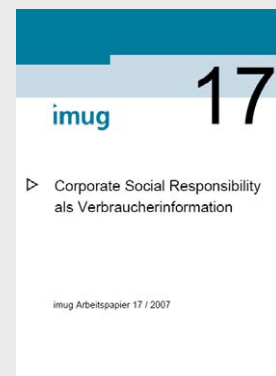 17
imug
Corporate Social Responsibility
als Verbraucherinformation
imug Arbeitspapier 17 / 2007